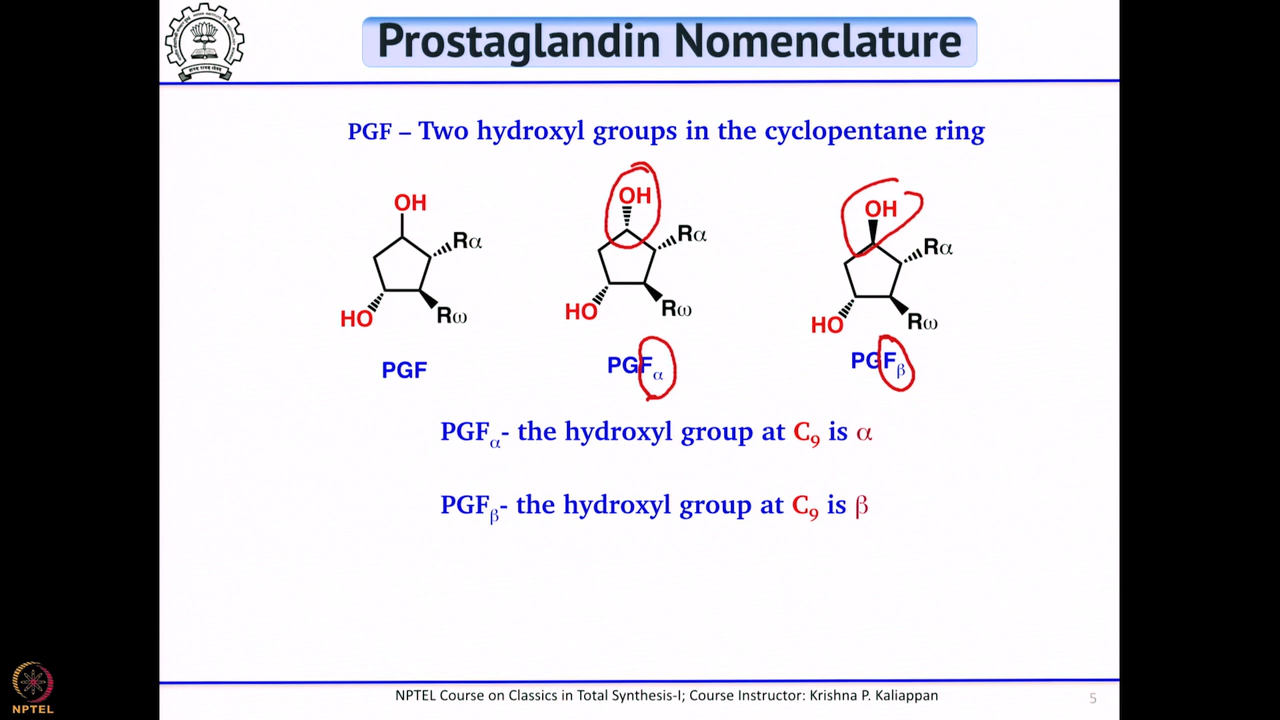 Prostaglandin Nomenclature
PGF – Two hydroxyl groups in the cyclopentane ring
OH
Rα
HO
Rω
PGF
OH
Rα
HO
Rω
PGFα
OH
Rα
HO
Rω
PGFβ
PGFα- the hydroxyl group at C9 is α
PGFβ- the hydroxyl group at C9 is β
NPTEL
NPTEL Course on Classics in Total Synthesis-I; Course Instructor: Krishna P. Kaliappan
5